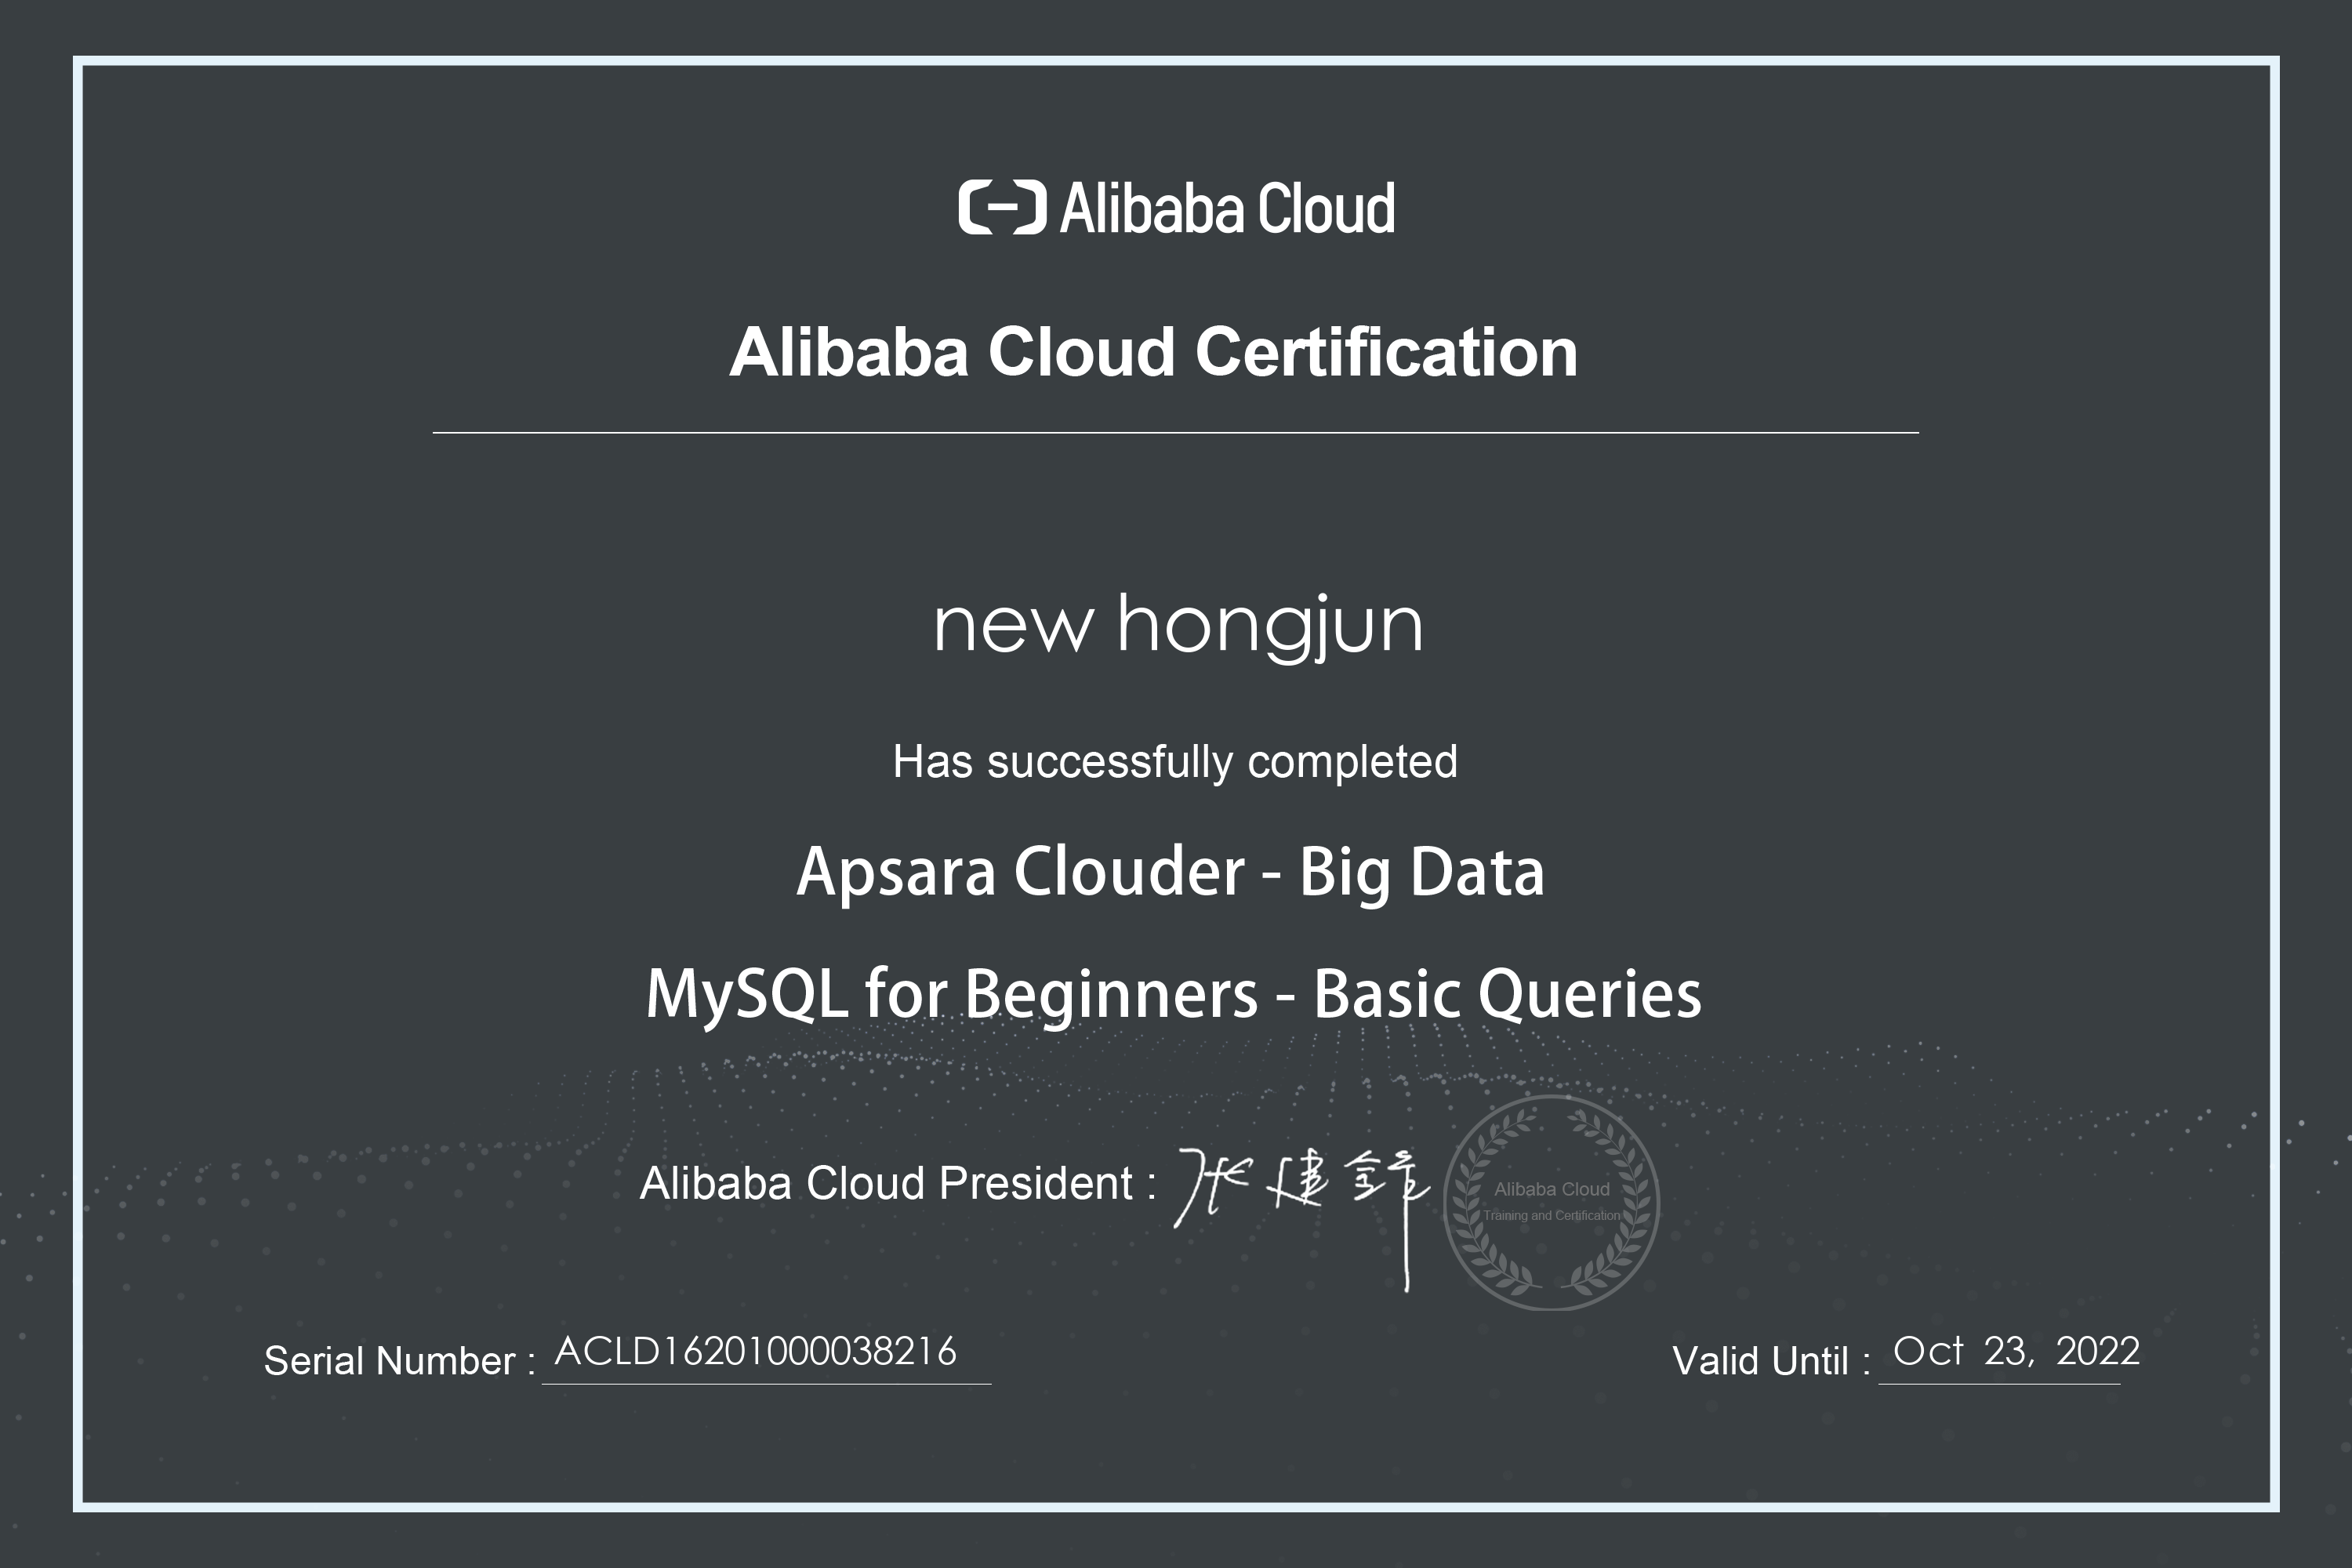 Alibaba Cloud
Alibaba Cloud Certification
new hongjun
Has successfully completed
Apsara Clouder - Big Data
MySQL for Beginners - Basic Queries
Alibaba Cloud President : 张建锋
Alibaba Cloud
Training and Certification
Serial Number : ACLD16201000038216
Valid Until : Oct 23, 2022